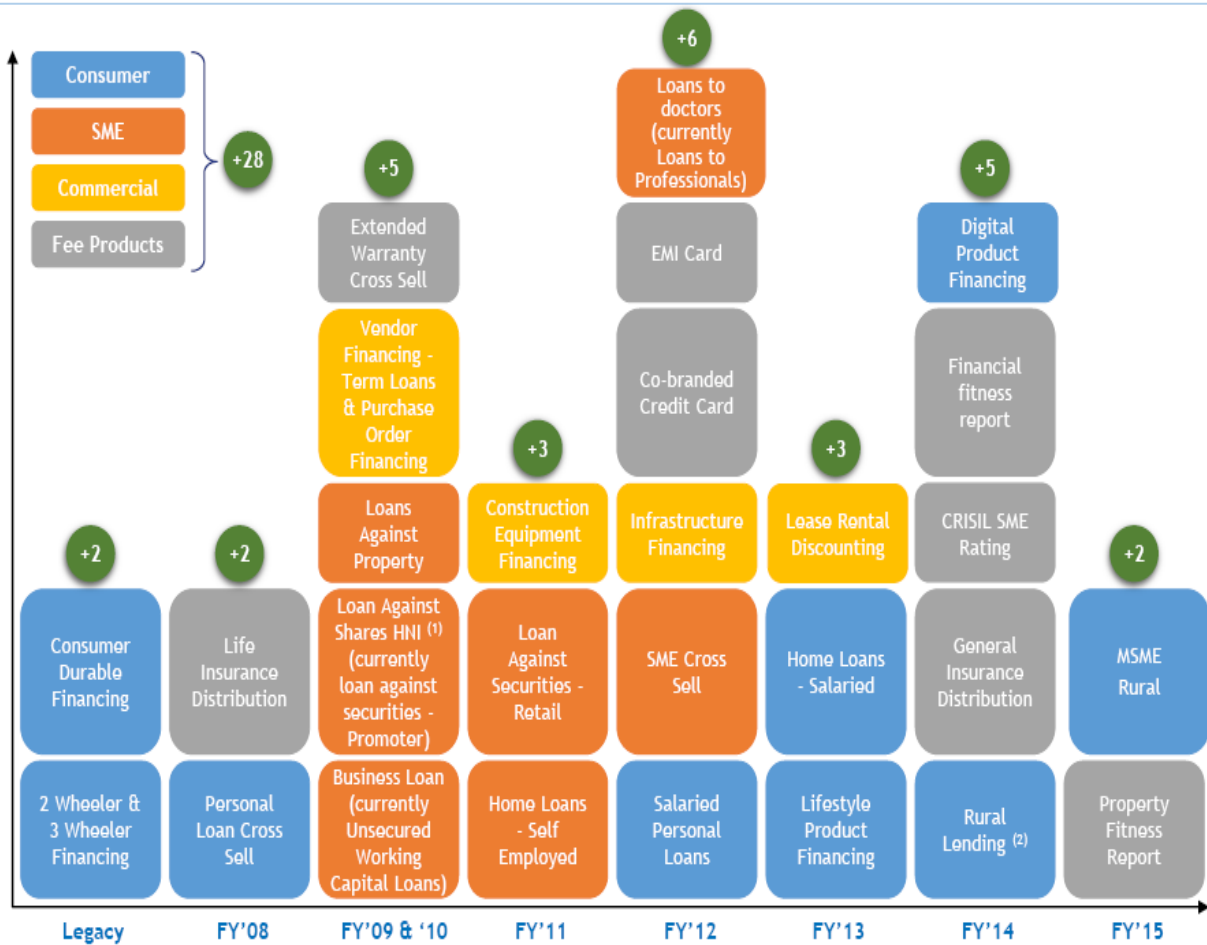 Consumer
SME
Commercial
Fee Products
+28
+2
Consumer
Durable
Financing
2 Wheeler &
3 Wheeler
Financing
Legacy
+2
Life
Insurance
Distribution
Personal
Loan Cross
Sell
FY'08
+5
Extended
Warranty
Cross Sell
Vendor
Financing -
Term Loans
& Purchase
Order
Financing
Loans
Against
Property
Loan Against
Shares HNI (1)
(currently
loan against
securities -
Promoter)
Business Loan
(currently
Unsecured
Working
Capital Loans)
FY'09 & '10
+3
Construction
Equipment
Financing
Loan
Against
Securities -
Retail
Home Loans
- Self
Employed
FY'11
+6
Loans to
doctors
(currently
Loans to
Professionals)
EMI Card
Co-branded
Credit Card
Infrastructure
Financing
SME Cross
Sell
Salaried
Personal
Loans
FY'12
+3
Lease Rental
Discounting
Home Loans
- Salaried
Lifestyle
Product
Financing
FY'13
+5
Digital
Product
Financing
Financial
fitness
report
CRISIL SME
Rating
General
Insurance
Distribution
Rural
Lending (2)
FY'14
+2
MSME
Rural
Property
Fitness
Report
FY'15